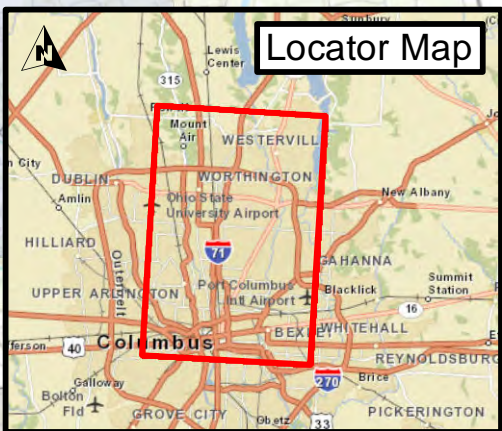 Locator Map
N
Sunbury
Lewis
Center
315
Mount
Air
WESTERVILLE
n City
DUBLIN
WORTHINGTON
Amlin
Ohio State
University Airport
New Albany
HILLIARD
Outerbelt
71
GAHANNA
UPPER ARLINGTON
Port Columbus
Intl Airport
Blacklick
Summit
Station
16
Columbus
BEXLEY
WHITEHALL
fferson
40
REYNOLDSBURG
Galloway
Brice
270
Bolton
Fld
GROVE CITY
Obetz
33
PICKERINGTON